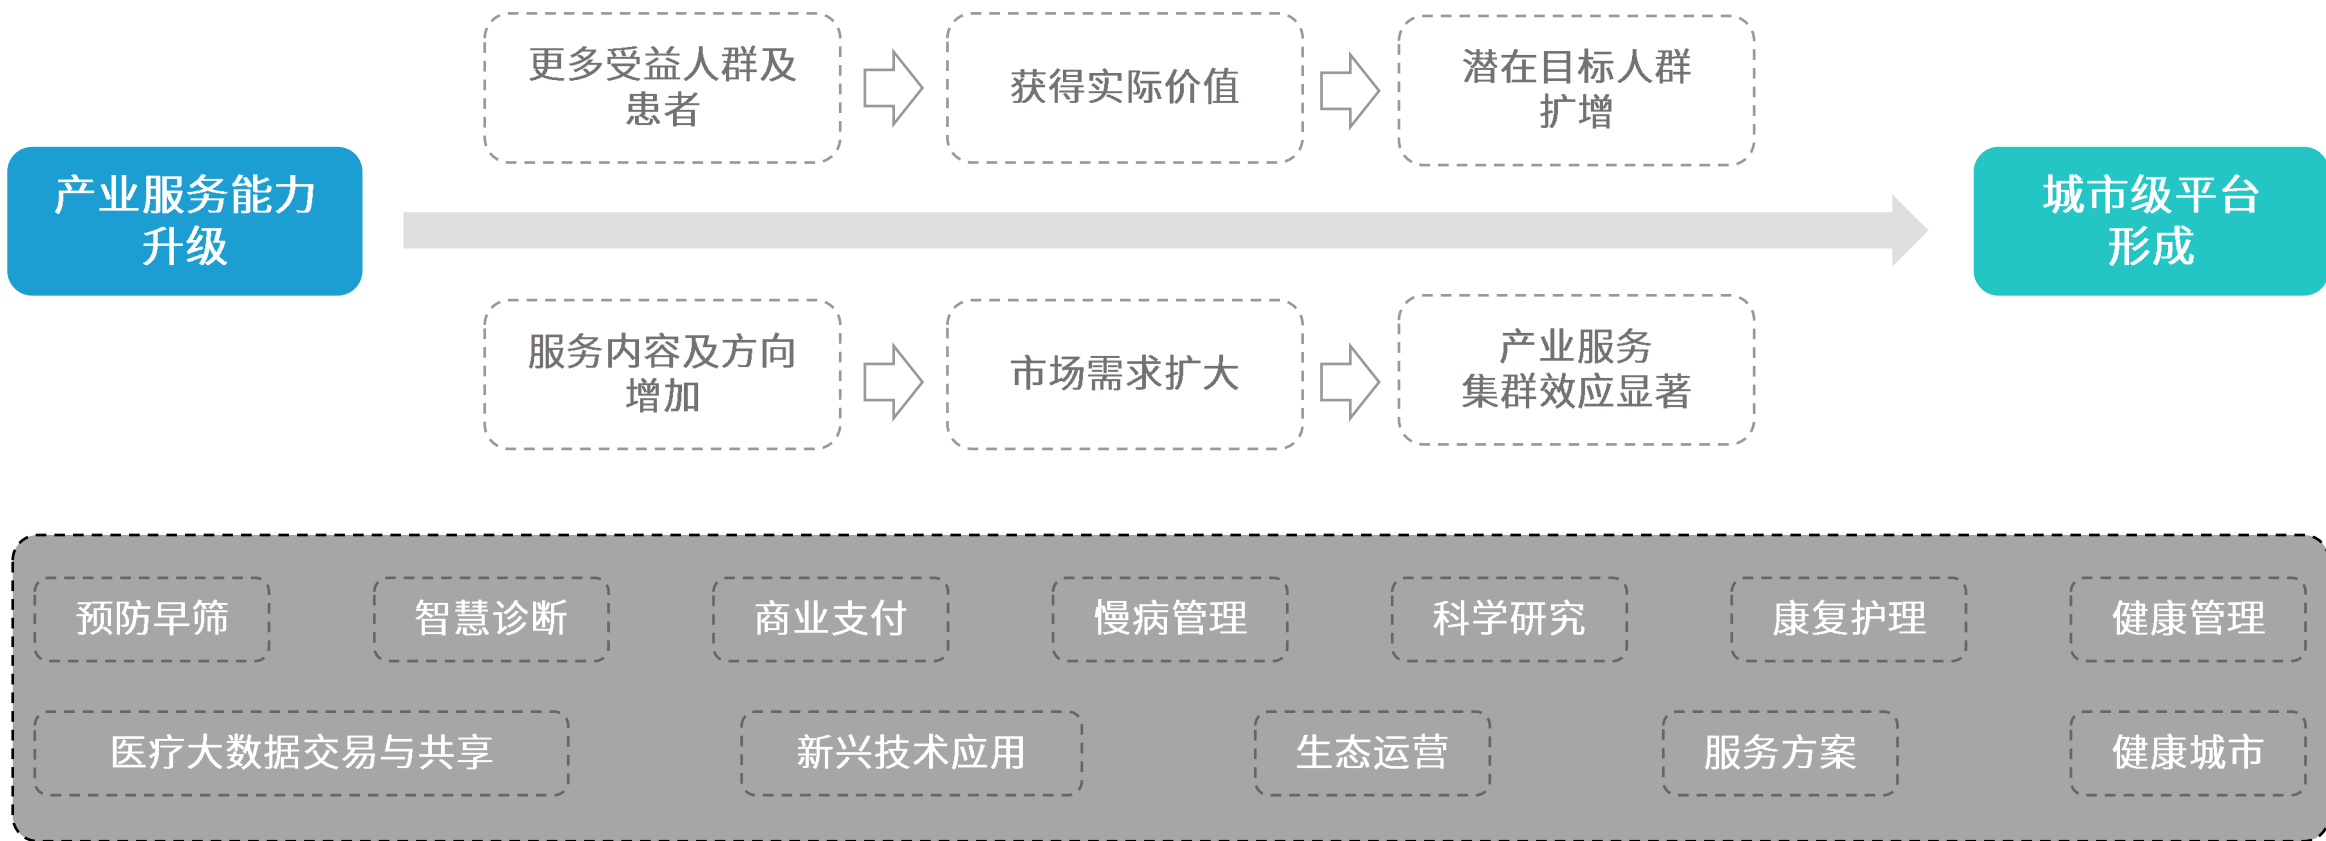 更多受益人群及
患者
获得实际价值
潜在目标人群
扩增
产业服务能力
升级
城市级平台
形成
服务内容及方向
增加
市场需求扩大
产业服务
集群效应显著
预防早筛
智慧诊断
商业支付
慢病管理
科学研究
康复护理
健康管理
医疗大数据交易与共享
新兴技术应用
生态运营
服务方案
健康城市